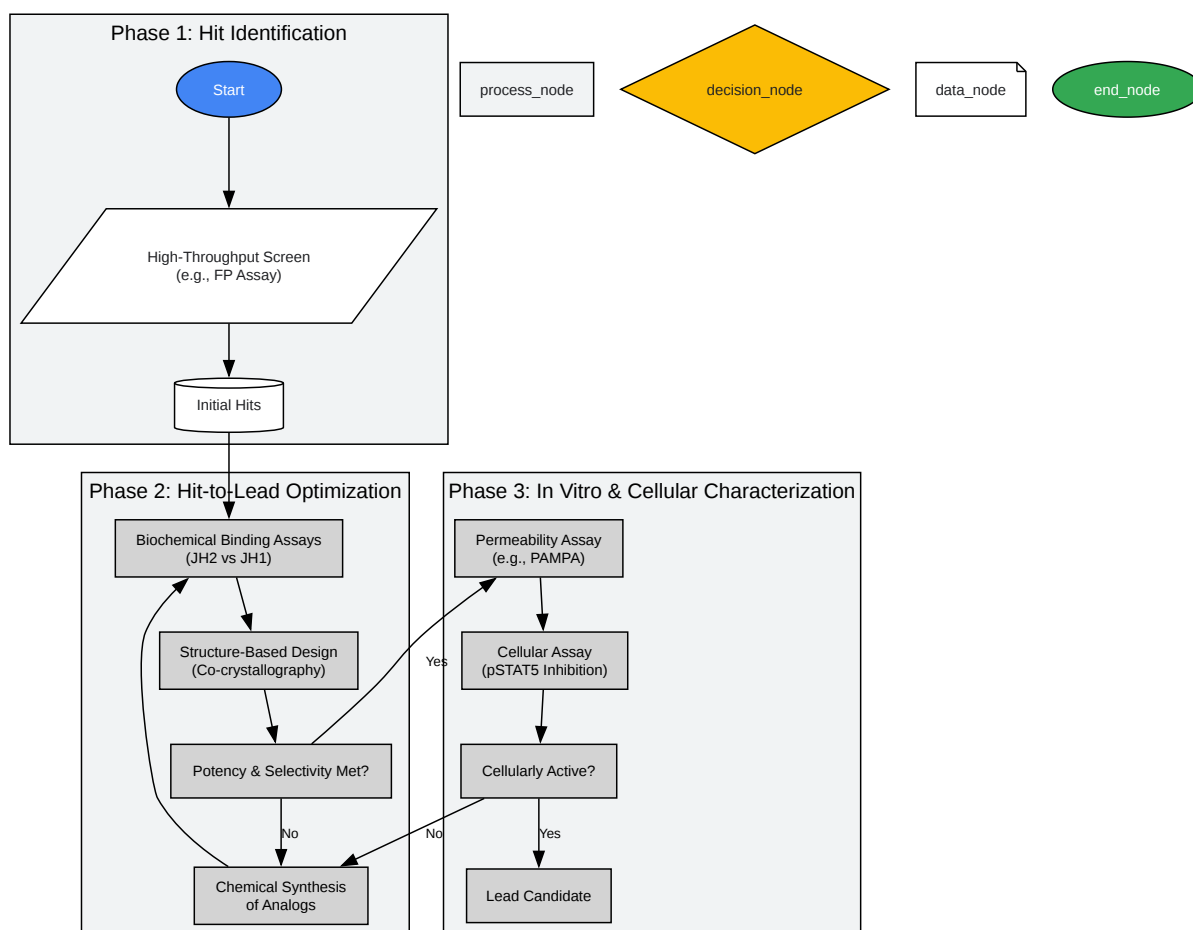 Phase 1: Hit Identification
Start
process_node
decision_node
data_node
end_node
High-Throughput Screen
(e.g., FP Assay)
Initial Hits
Phase 2: Hit-to-Lead Optimization
Biochemical Binding Assays
(JH2 vs JH1)
Structure-Based Design
(Co-crystallography)
Potency & Selectivity Met?
Yes
No
Chemical Synthesis
of Analogs
Phase 3: In Vitro & Cellular Characterization
Permeability Assay
(e.g., PAMPA)
Cellular Assay
(pSTAT5 Inhibition)
Cellularly Active?
No
Yes
Lead Candidate